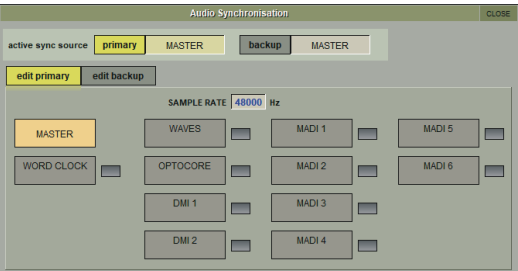 Audio Synchronisation CLOSE
active sync source primary MASTER backup MASTER
edit primary edit backup
SAMPLE RATE 48000 Hz
MASTER WAVES MADI 1 MADI 5
WORD CLOCK OPTOCORE MADI 2 MADI 6
DMI 1 MADI 3
DMI 2 MADI 4